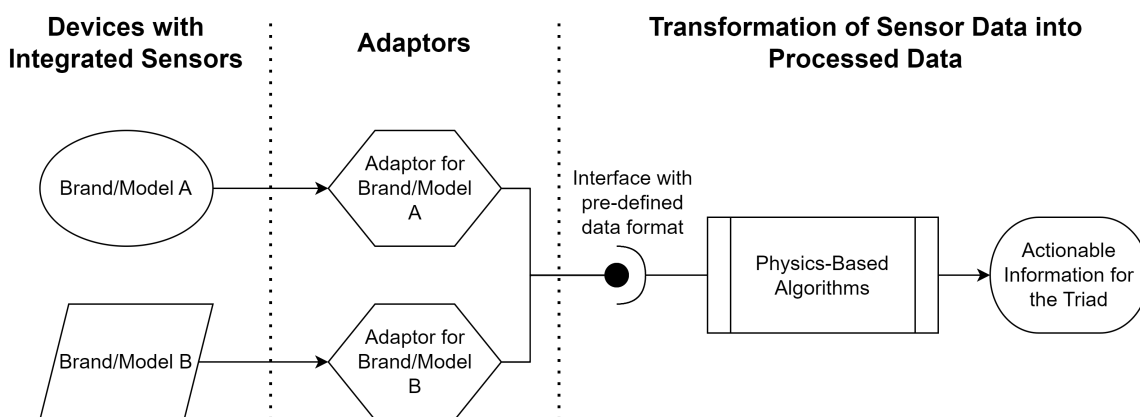 Devices with
Integrated Sensors
Adaptors
Transformation of Sensor Data into
Processed Data
Brand/Model A
Adaptor for
Brand/Model
A
Interface with
pre-defined
data format
Physics-Based
Algorithms
Actionable
Information for
the Triad
Brand/Model B
Adaptor for
Brand/Model
B